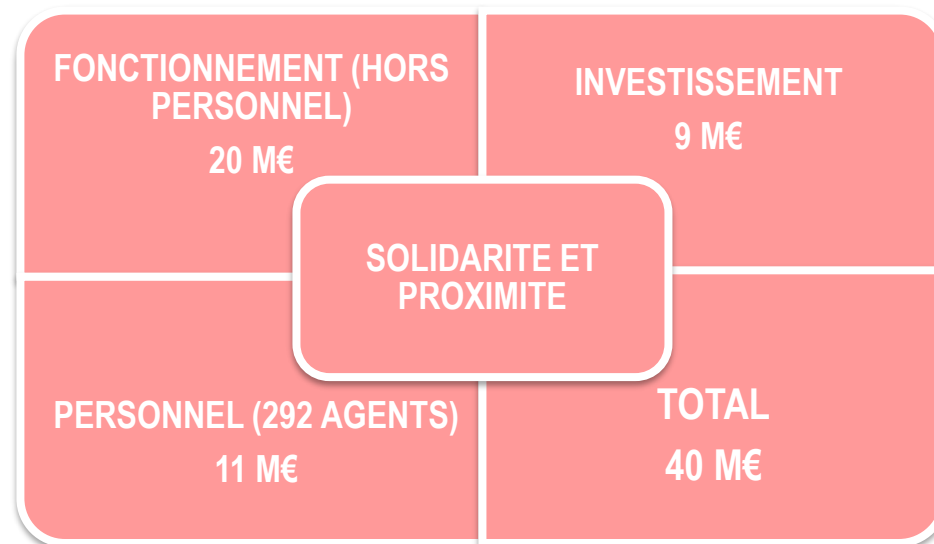 FONCTIONNEMENT (HORS
PERSONNEL)
20 M€
INVESTISSEMENT
9 M€
SOLIDARITE ET
PROXIMITE
PERSONNEL (292 AGENTS)
11 M€
TOTAL
40 M€